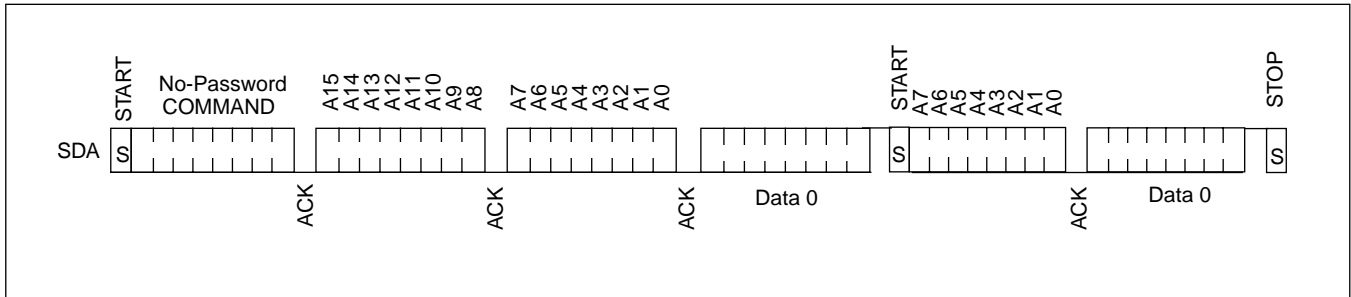 START
No-Password
COMMAND
A15
A14
A13
A12
A11
A10
A9
A8
A7
A6
A5
A4
A3
A2
A1
A0
START
A7
A6
A5
A4
A3
A2
A1
A0
STOP
SDA
S
S
S
ACK
ACK
ACK
Data 0
ACK
Data 0